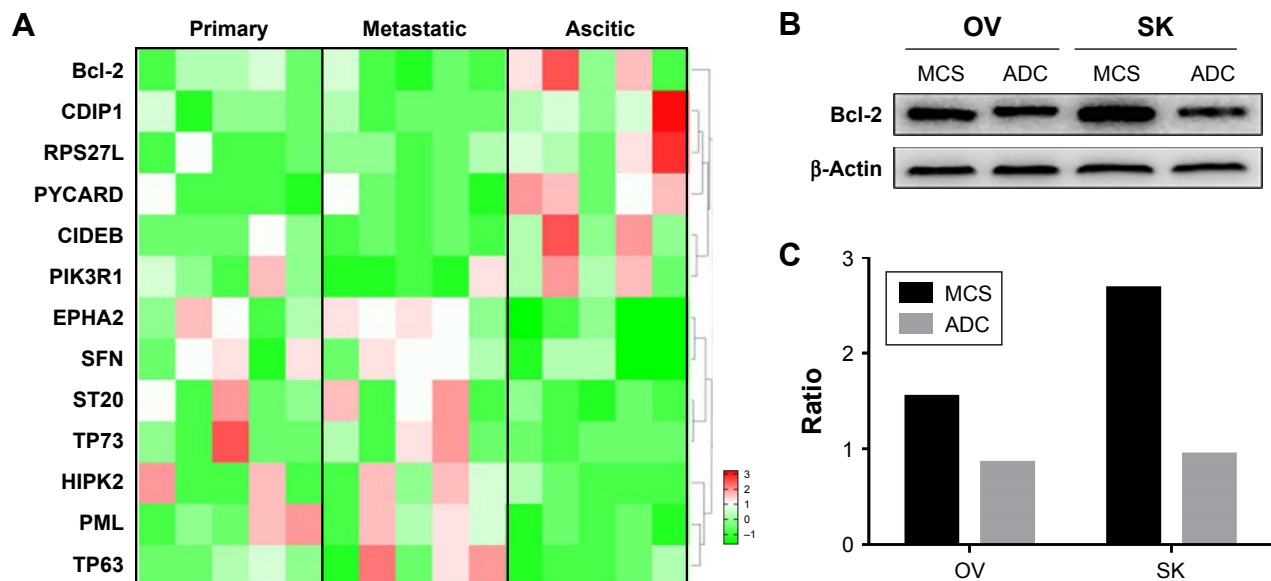 A
Primary Metastatic Ascitic
Bcl-2
CDIP1
RPS27L
PYCARD
CIDEB
PIK3R1
EPHA2
SFN
ST20
TP73
HIPK2
PML
TP63
3
2
1
0
−1
B
OV SK
MCS ADC MCS ADC
Bcl-2
β-Actin
C
Ratio
3
2
1
0
MCS
ADC
OV SK